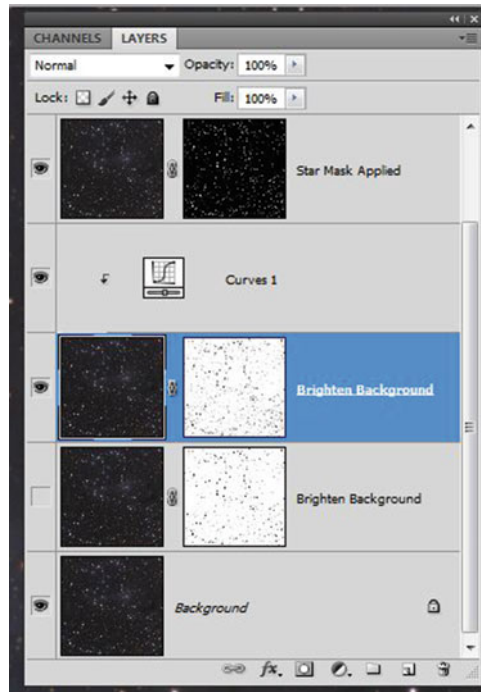 CHANNELS LAYERS
Normal Opacity: 100%
Lock: Fill: 100%
Star Mask Applied
Curves 1
Brighten Background
Brighten Background
Background
fx.